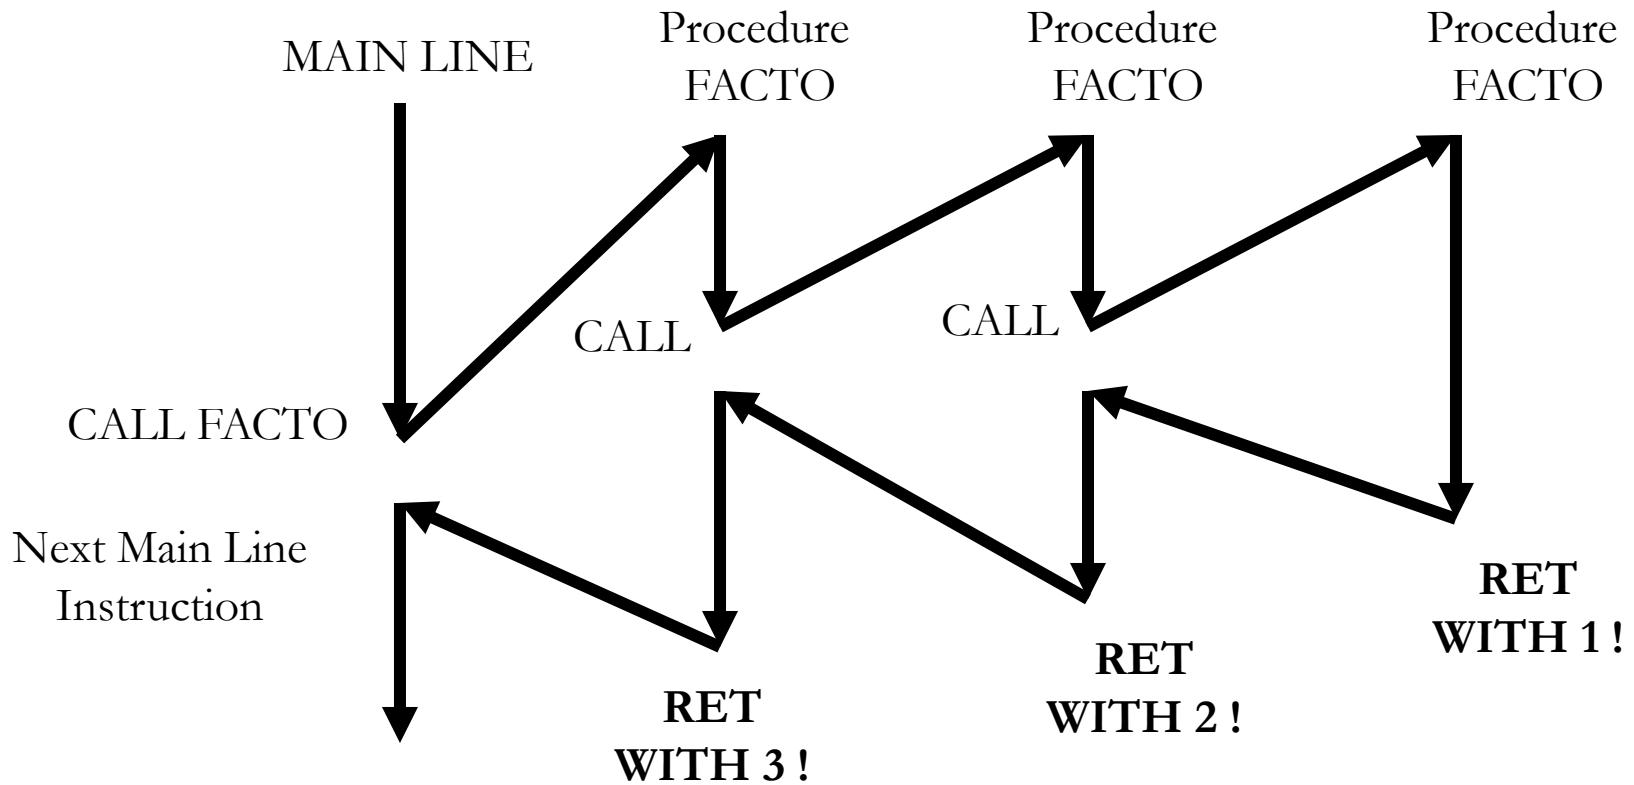 MAIN LINE
Procedure
FACTO
Procedure
FACTO
Procedure
FACTO
CALL
CALL
CALL FACTO
Next Main Line
Instruction
RET
WITH 3 !
RET
WITH 2 !
RET
WITH 1 !